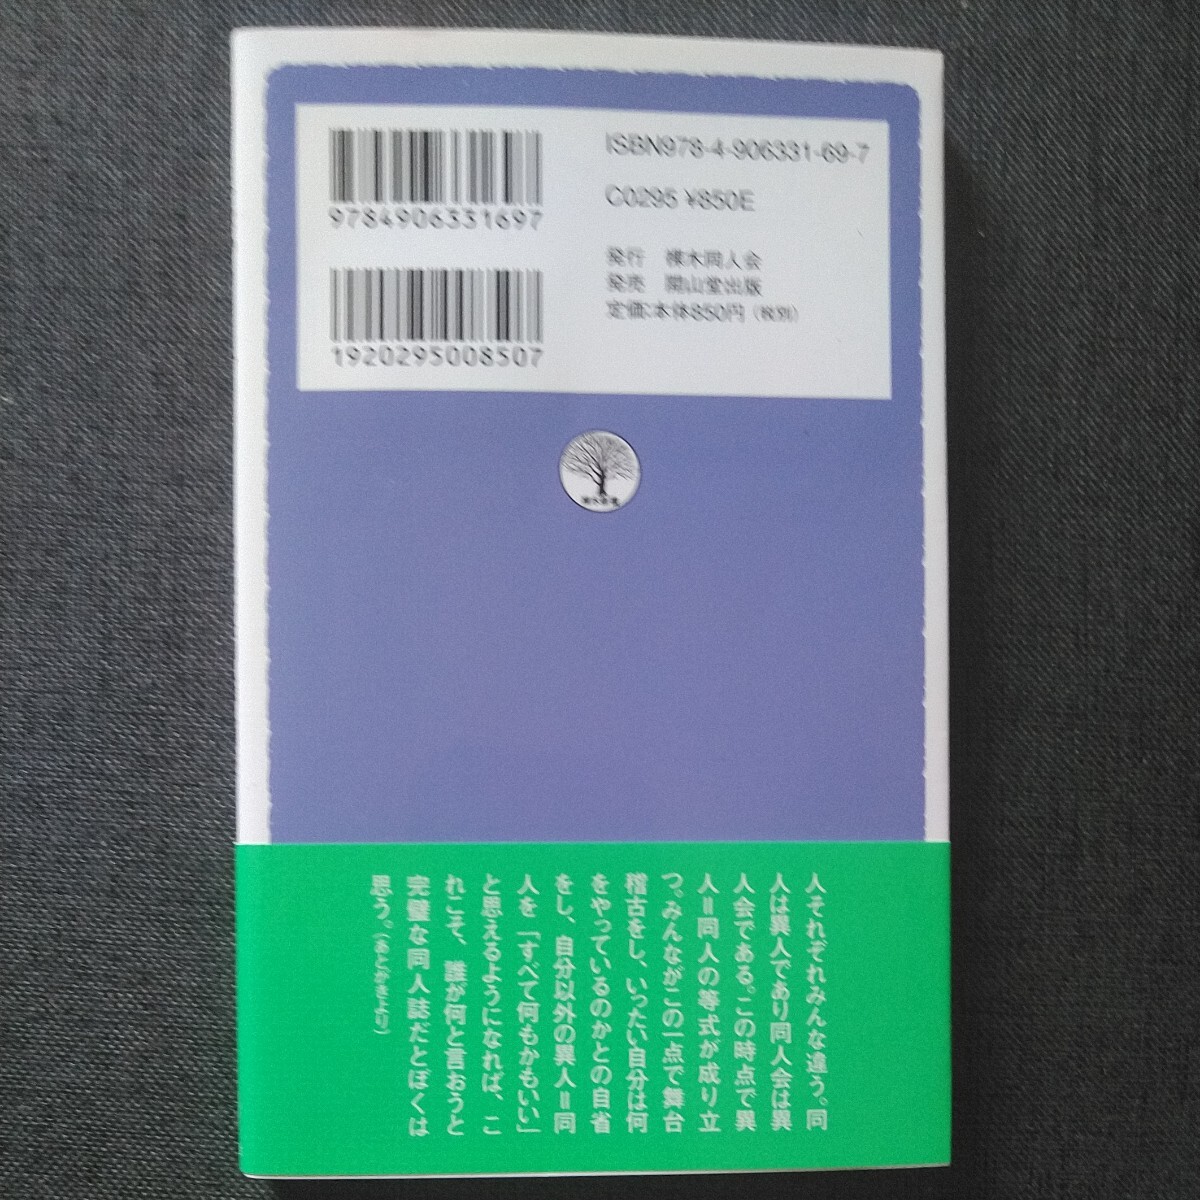 9784906331697
1920295008507
ISBN978-4-906331-69-7
C0295 ¥850E
発行　裸木同人会
発売　開山堂出版
定価:本体850円（税別）
人それぞれみんな違う。同
人は異人であり同人会は異
人会である。この時点で異
人＝同人の等式が成り立
つ。みんながこの一点で舞台
稽古をし、いったい自分は何
をやっているのかとの自省
をし、自分以外の異人＝同
人を「すべて何もかもいい」
と思えるようになれば、こ
れこそ、誰が何と言おうと
完璧な同人誌だとぼくは
思う。（あとがきより）